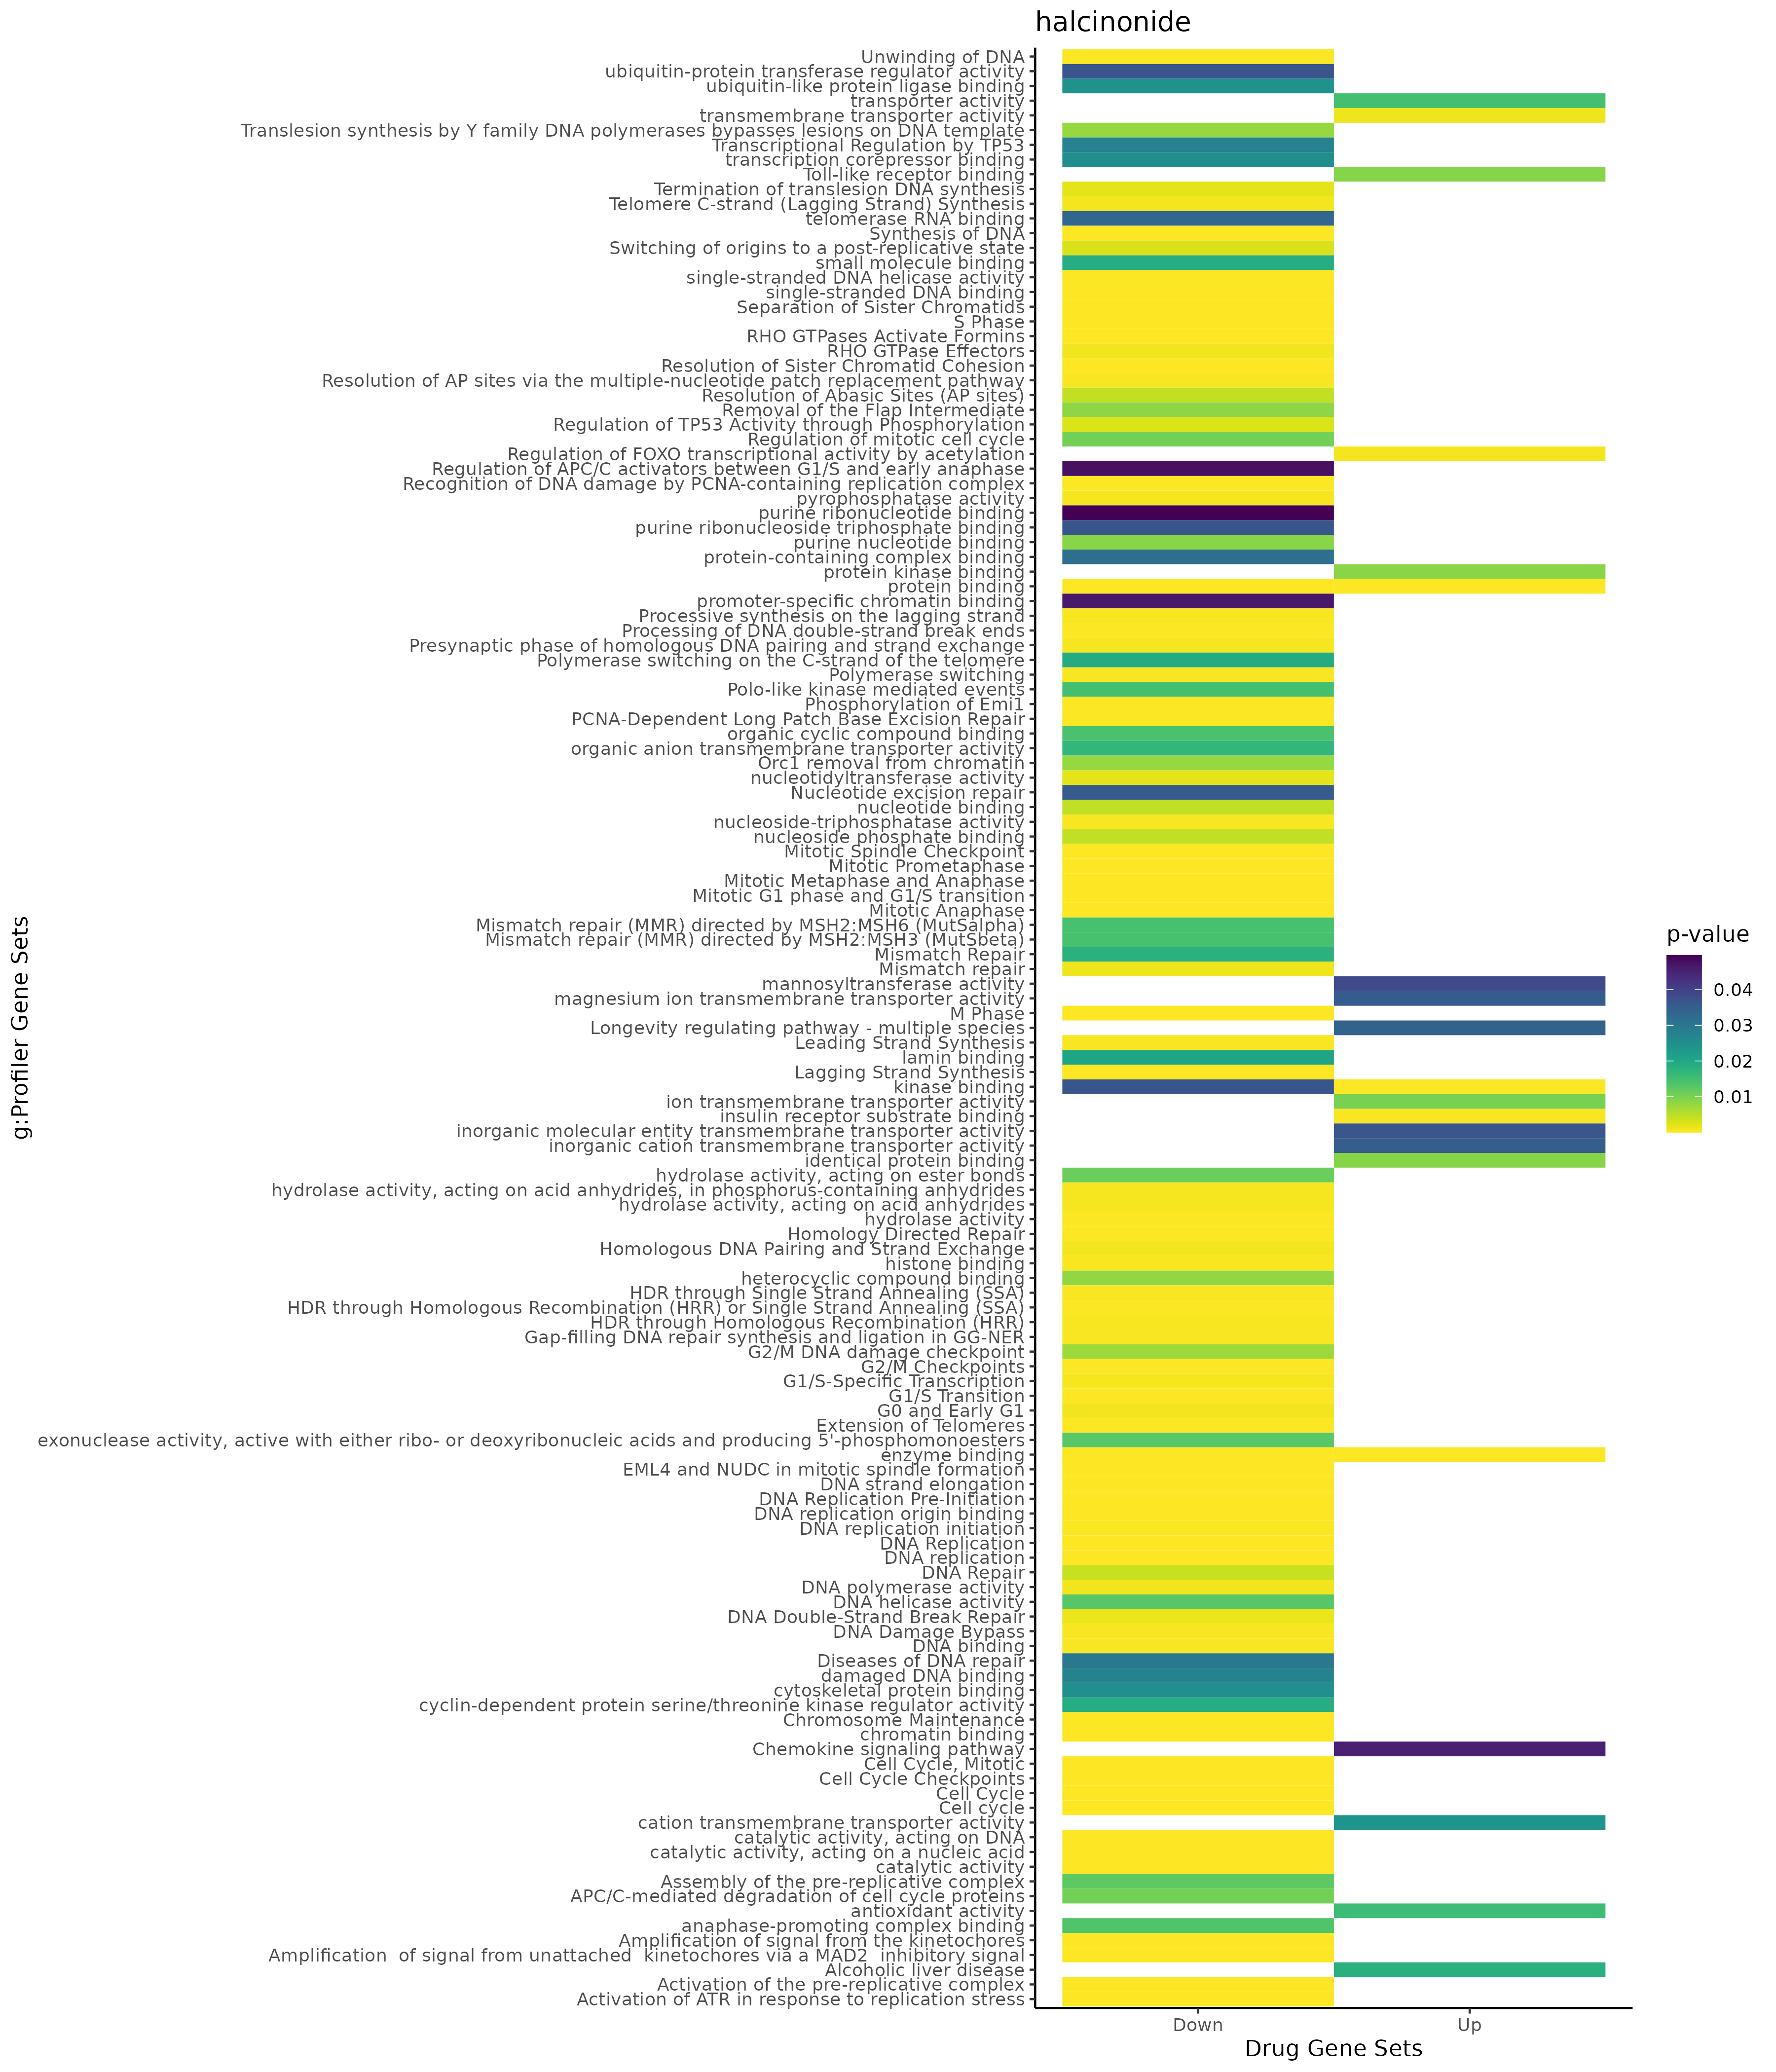 halcinonide
Unwinding of DNA
ubiquitin-protein transferase regulator activity
ubiquitin-like protein ligase binding
transporter activity
transmembrane transporter activity
Translesion synthesis by Y family DNA polymerases bypasses lesions on DNA template
Transcriptional Regulation by TP53
transcription corepressor binding
Toll-like receptor binding
Termination of translesion DNA synthesis
Telomere C-strand (Lagging Strand) Synthesis
telomerase RNA binding
Synthesis of DNA
Switching of origins to a post-replicative state
small molecule binding
single-stranded DNA helicase activity
single-stranded DNA binding
Separation of Sister Chromatids
S Phase
RHO GTPases Activate Formins
RHO GTPase Effectors
Resolution of Sister Chromatid Cohesion
Resolution of AP sites via the multiple-nucleotide patch replacement pathway
Resolution of Abasic Sites (AP sites)
Removal of the Flap Intermediate
Regulation of TP53 Activity through Phosphorylation
Regulation of mitotic cell cycle
Regulation of FOXO transcriptional activity by acetylation
Regulation of APC/C activators between G1/S and early anaphase
Recognition of DNA damage by PCNA-containing replication complex
pyrophosphatase activity
purine ribonucleotide binding
purine ribonucleoside triphosphate binding
purine nucleotide binding
protein-containing complex binding
protein kinase binding
protein binding
promoter-specific chromatin binding
Processive synthesis on the lagging strand
Processing of DNA double-strand break ends
Presynaptic phase of homologous DNA pairing and strand exchange
Polymerase switching on the C-strand of the telomere
Polymerase switching
Polo-like kinase mediated events
Phosphorylation of Emi1
PCNA-Dependent Long Patch Base Excision Repair
organic cyclic compound binding
organic anion transmembrane transporter activity
Orc1 removal from chromatin
nucleotidyltransferase activity
Nucleotide excision repair
nucleotide binding
nucleoside-triphosphatase activity
nucleoside phosphate binding
Mitotic Spindle Checkpoint
Mitotic Prometaphase
Mitotic Metaphase and Anaphase
Mitotic G1 phase and G1/S transition
Mitotic Anaphase
Mismatch repair (MMR) directed by MSH2:MSH6 (MutSalpha)
Mismatch repair (MMR) directed by MSH2:MSH3 (MutSbeta)
Mismatch Repair
Mismatch repair
mannosyltransferase activity
magnesium ion transmembrane transporter activity
M Phase
Longevity regulating pathway - multiple species
Leading Strand Synthesis
lamin binding
Lagging Strand Synthesis
kinase binding
ion transmembrane transporter activity
insulin receptor substrate binding
inorganic molecular entity transmembrane transporter activity
inorganic cation transmembrane transporter activity
identical protein binding
hydrolase activity, acting on ester bonds
hydrolase activity, acting on acid anhydrides, in phosphorus-containing anhydrides
hydrolase activity, acting on acid anhydrides
hydrolase activity
Homology Directed Repair
Homologous DNA Pairing and Strand Exchange
histone binding
heterocyclic compound binding
HDR through Single Strand Annealing (SSA)
HDR through Homologous Recombination (HRR) or Single Strand Annealing (SSA)
HDR through Homologous Recombination (HRR)
Gap-filling DNA repair synthesis and ligation in GG-NER
G2/M DNA damage checkpoint
G2/M Checkpoints
G1/S-Specific Transcription
G1/S Transition
G0 and Early G1
Extension of Telomeres
exonuclease activity, active with either ribo- or deoxyribonucleic acids and producing 5'-phosphomonoesters
enzyme binding
EML4 and NUDC in mitotic spindle formation
DNA strand elongation
DNA Replication Pre-Initiation
DNA replication origin binding
DNA replication initiation
DNA Replication
DNA replication
DNA Repair
DNA polymerase activity
DNA helicase activity
DNA Double-Strand Break Repair
DNA Damage Bypass
DNA binding
Diseases of DNA repair
damaged DNA binding
cytoskeletal protein binding
cyclin-dependent protein serine/threonine kinase regulator activity
Chromosome Maintenance
chromatin binding
Chemokine signaling pathway
Cell Cycle, Mitotic
Cell Cycle Checkpoints
Cell Cycle
Cell cycle
cation transmembrane transporter activity
catalytic activity, acting on DNA
catalytic activity, acting on a nucleic acid
catalytic activity
Assembly of the pre-replicative complex
APC/C-mediated degradation of cell cycle proteins
antioxidant activity
anaphase-promoting complex binding
Amplification of signal from the kinetochores
Amplification  of signal from unattached  kinetochores via a MAD2  inhibitory signal
Alcoholic liver disease
Activation of the pre-replicative complex
Activation of ATR in response to replication stress
Down
Up
Drug Gene Sets
g:Profiler Gene Sets
p-value
0.04
0.03
0.02
0.01